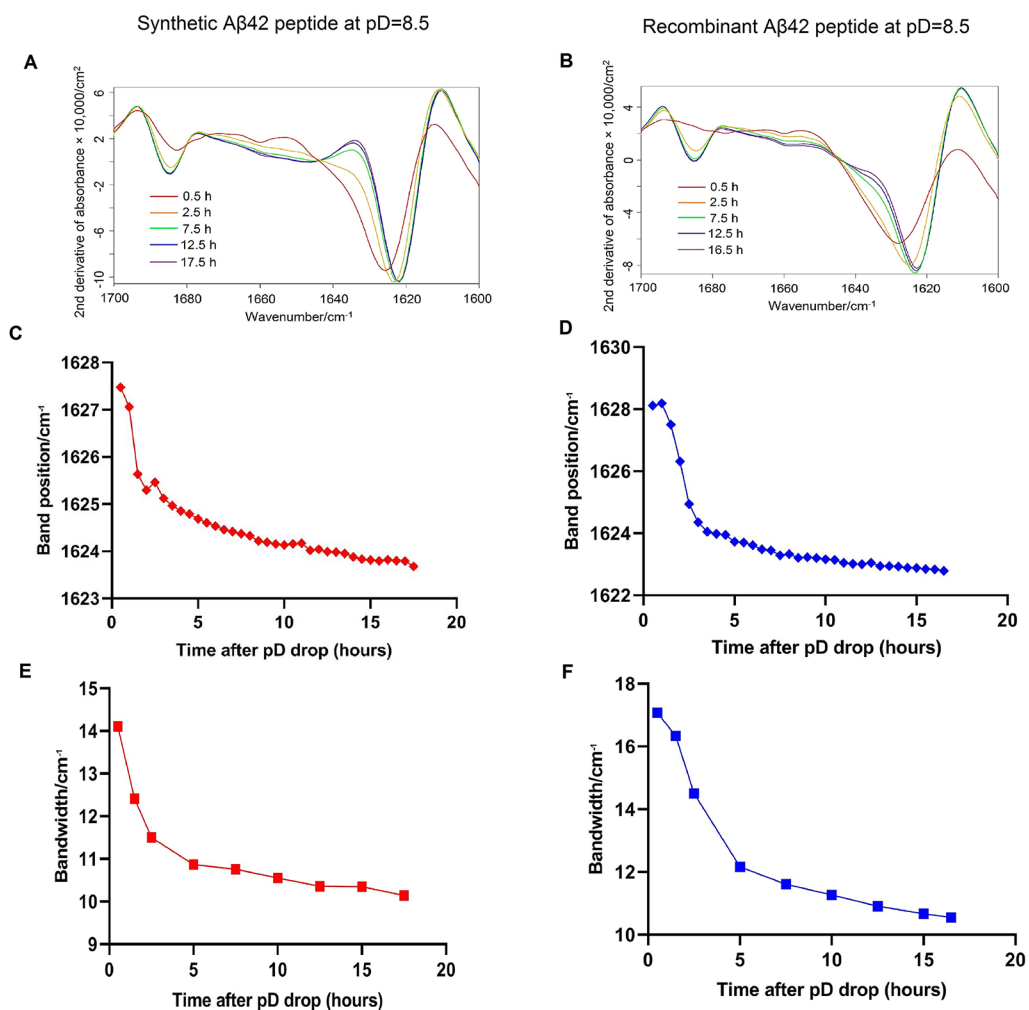 Synthetic Aβ42 peptide at pD=8.5
Recombinant Aβ42 peptide at pD=8.5
A
2nd derivative of absorbance × 10,000/cm²
6
2
-2
-6
-10
0.5 h
2.5 h
7.5 h
12.5 h
17.5 h
1700
1680
1660
1640
1620
1600
Wavenumber/cm⁻¹
B
2nd derivative of absorbance × 10,000/cm²
4
0
-4
-8
0.5 h
2.5 h
7.5 h
12.5 h
16.5 h
1700
1680
1660
1640
1620
1600
Wavenumber/cm⁻¹
C
Band position/cm⁻¹
1628
1627
1626
1625
1624
1623
0
5
10
15
20
Time after pD drop (hours)
D
Band position/cm⁻¹
1630
1628
1626
1624
1622
0
5
10
15
20
Time after pD drop (hours)
E
Bandwidth/cm⁻¹
15
14
13
12
11
10
9
0
5
10
15
20
Time after pD drop (hours)
F
Bandwidth/cm⁻¹
18
16
14
12
10
0
5
10
15
20
Time after pD drop (hours)